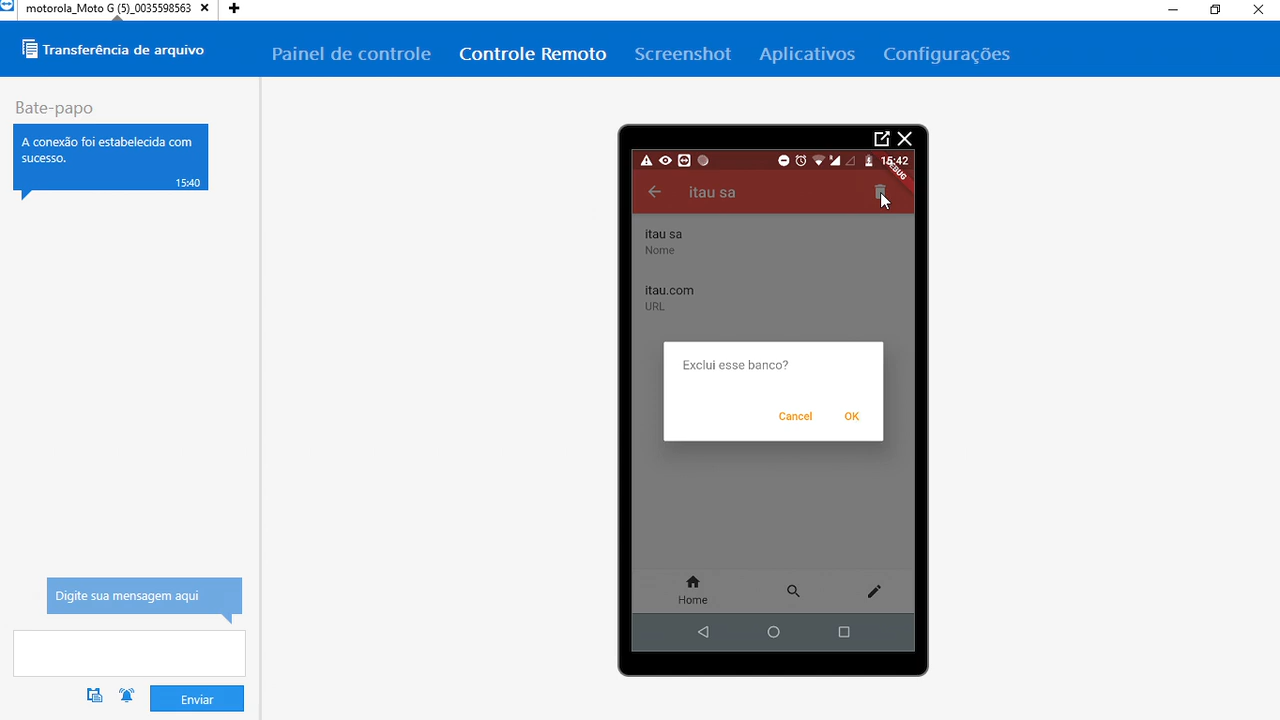 motorola_Moto G (5)_0035598563
Transferência de arquivo
Painel de controle
Controle Remoto
Screenshot
Aplicativos
Configurações
Bate-papo
A conexão foi estabelecida com
sucesso.
15:40
15:42
DEBUG
itau sa
itau sa
Nome
itau.com
URL
Exclui esse banco?
Cancel
OK
Home
Digite sua mensagem aqui
Enviar